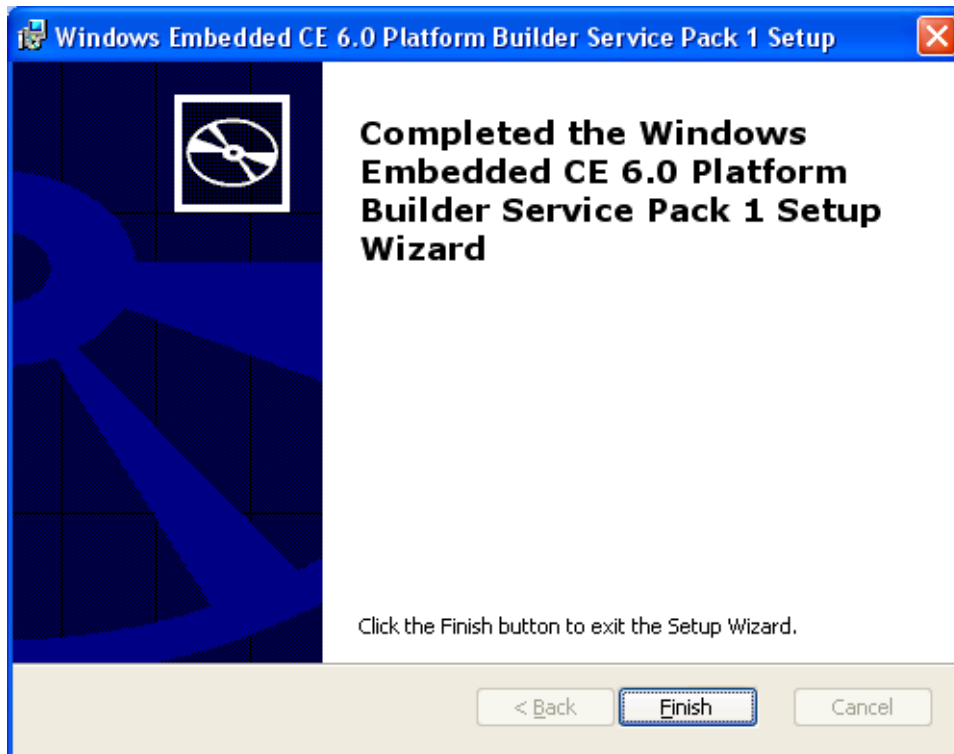 Windows Embedded CE 6.0 Platform Builder Service Pack 1 Setup
Completed the Windows
Embedded CE 6.0 Platform
Builder Service Pack 1 Setup
Wizard
Click the Finish button to exit the Setup Wizard.
< Back
Finish
Cancel